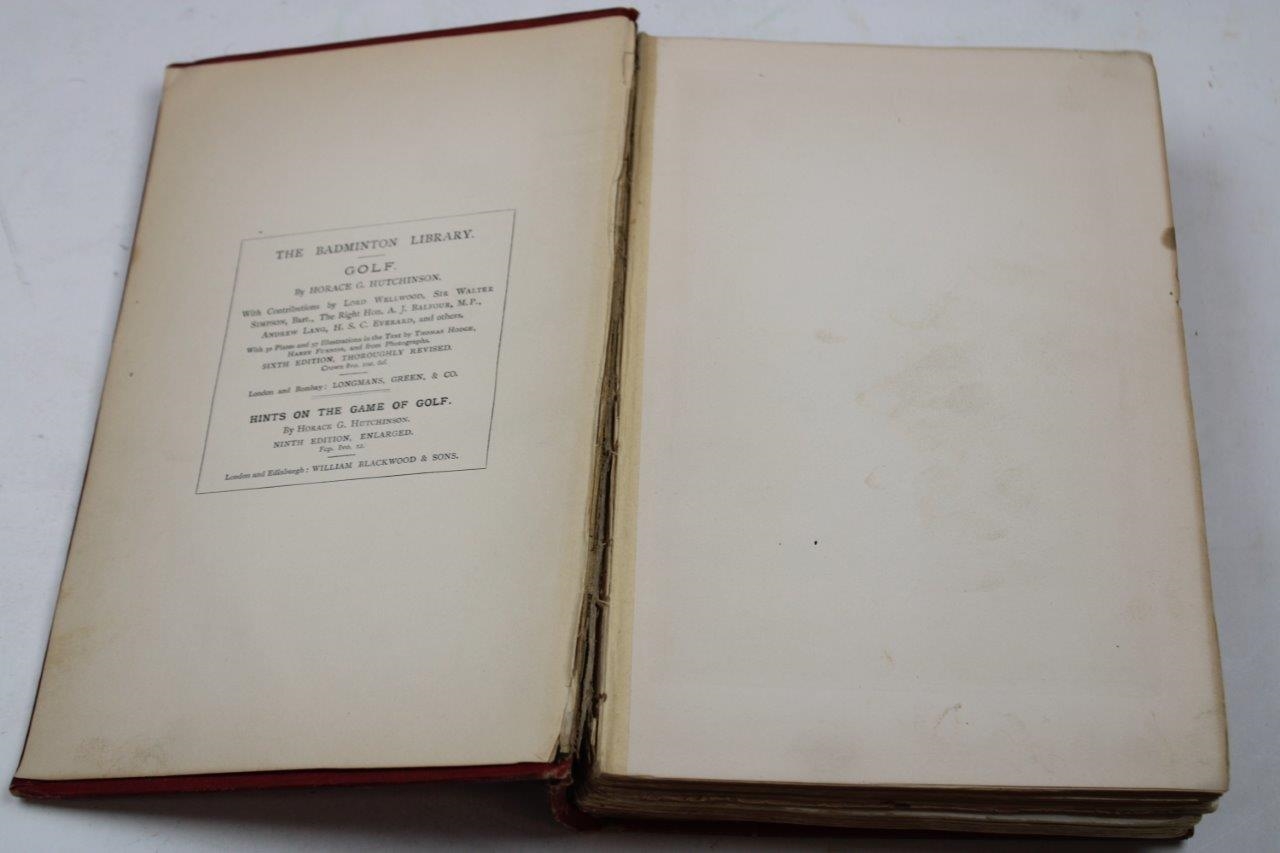 THE BADMINTON LIBRARY.
GOLF.
By HORACE G. HUTCHINSON.
With Contributions by LORD WELLWOOD, SIR WALTER
SIMPSON, Bart., The Right Hon. A. J. BALFOUR, M.P.,
ANDREW LANG, H. S. C. EVERARD, and others.
With 32 Plates and 57 Illustrations in the Text by THOMAS HODGE,
HARRY FURNISS, and from Photographs.
SIXTH EDITION, THOROUGHLY REVISED.
Crown 8vo. 10s. 6d.
London and Bombay: LONGMANS, GREEN, & CO.
HINTS ON THE GAME OF GOLF.
By HORACE G. HUTCHINSON.
NINTH EDITION, ENLARGED.
Fcp. 8vo. 1s.
London and Edinburgh: WILLIAM BLACKWOOD & SONS.